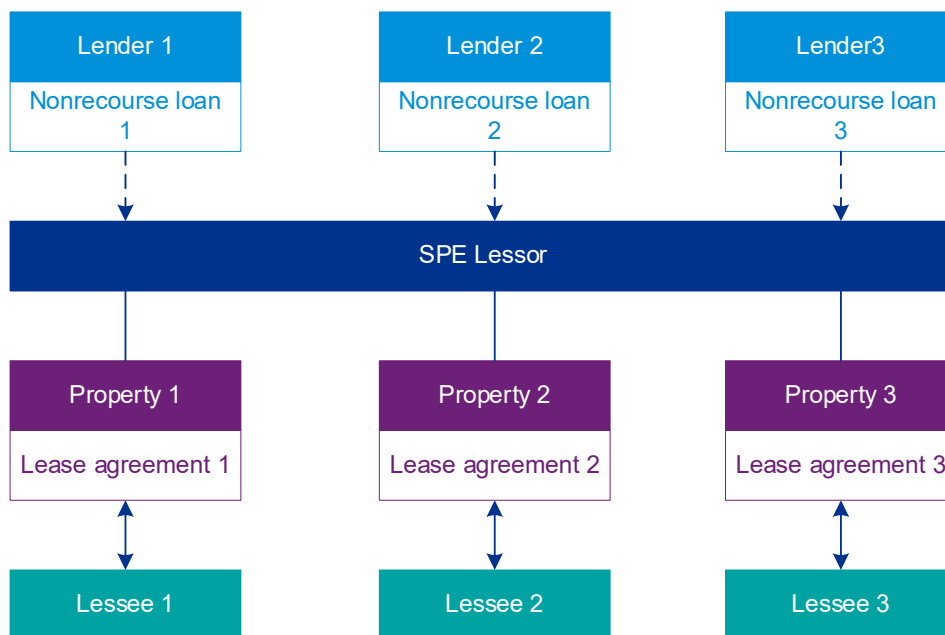 Lender 1
Lender 2
Lender3
Nonrecourse loan
1
Nonrecourse loan
2
Nonrecourse loan
3
SPE Lessor
Property 1
Property 2
Property 3
Lease agreement 1
Lease agreement 2
Lease agreement 3
Lessee 1
Lessee 2
Lessee 3